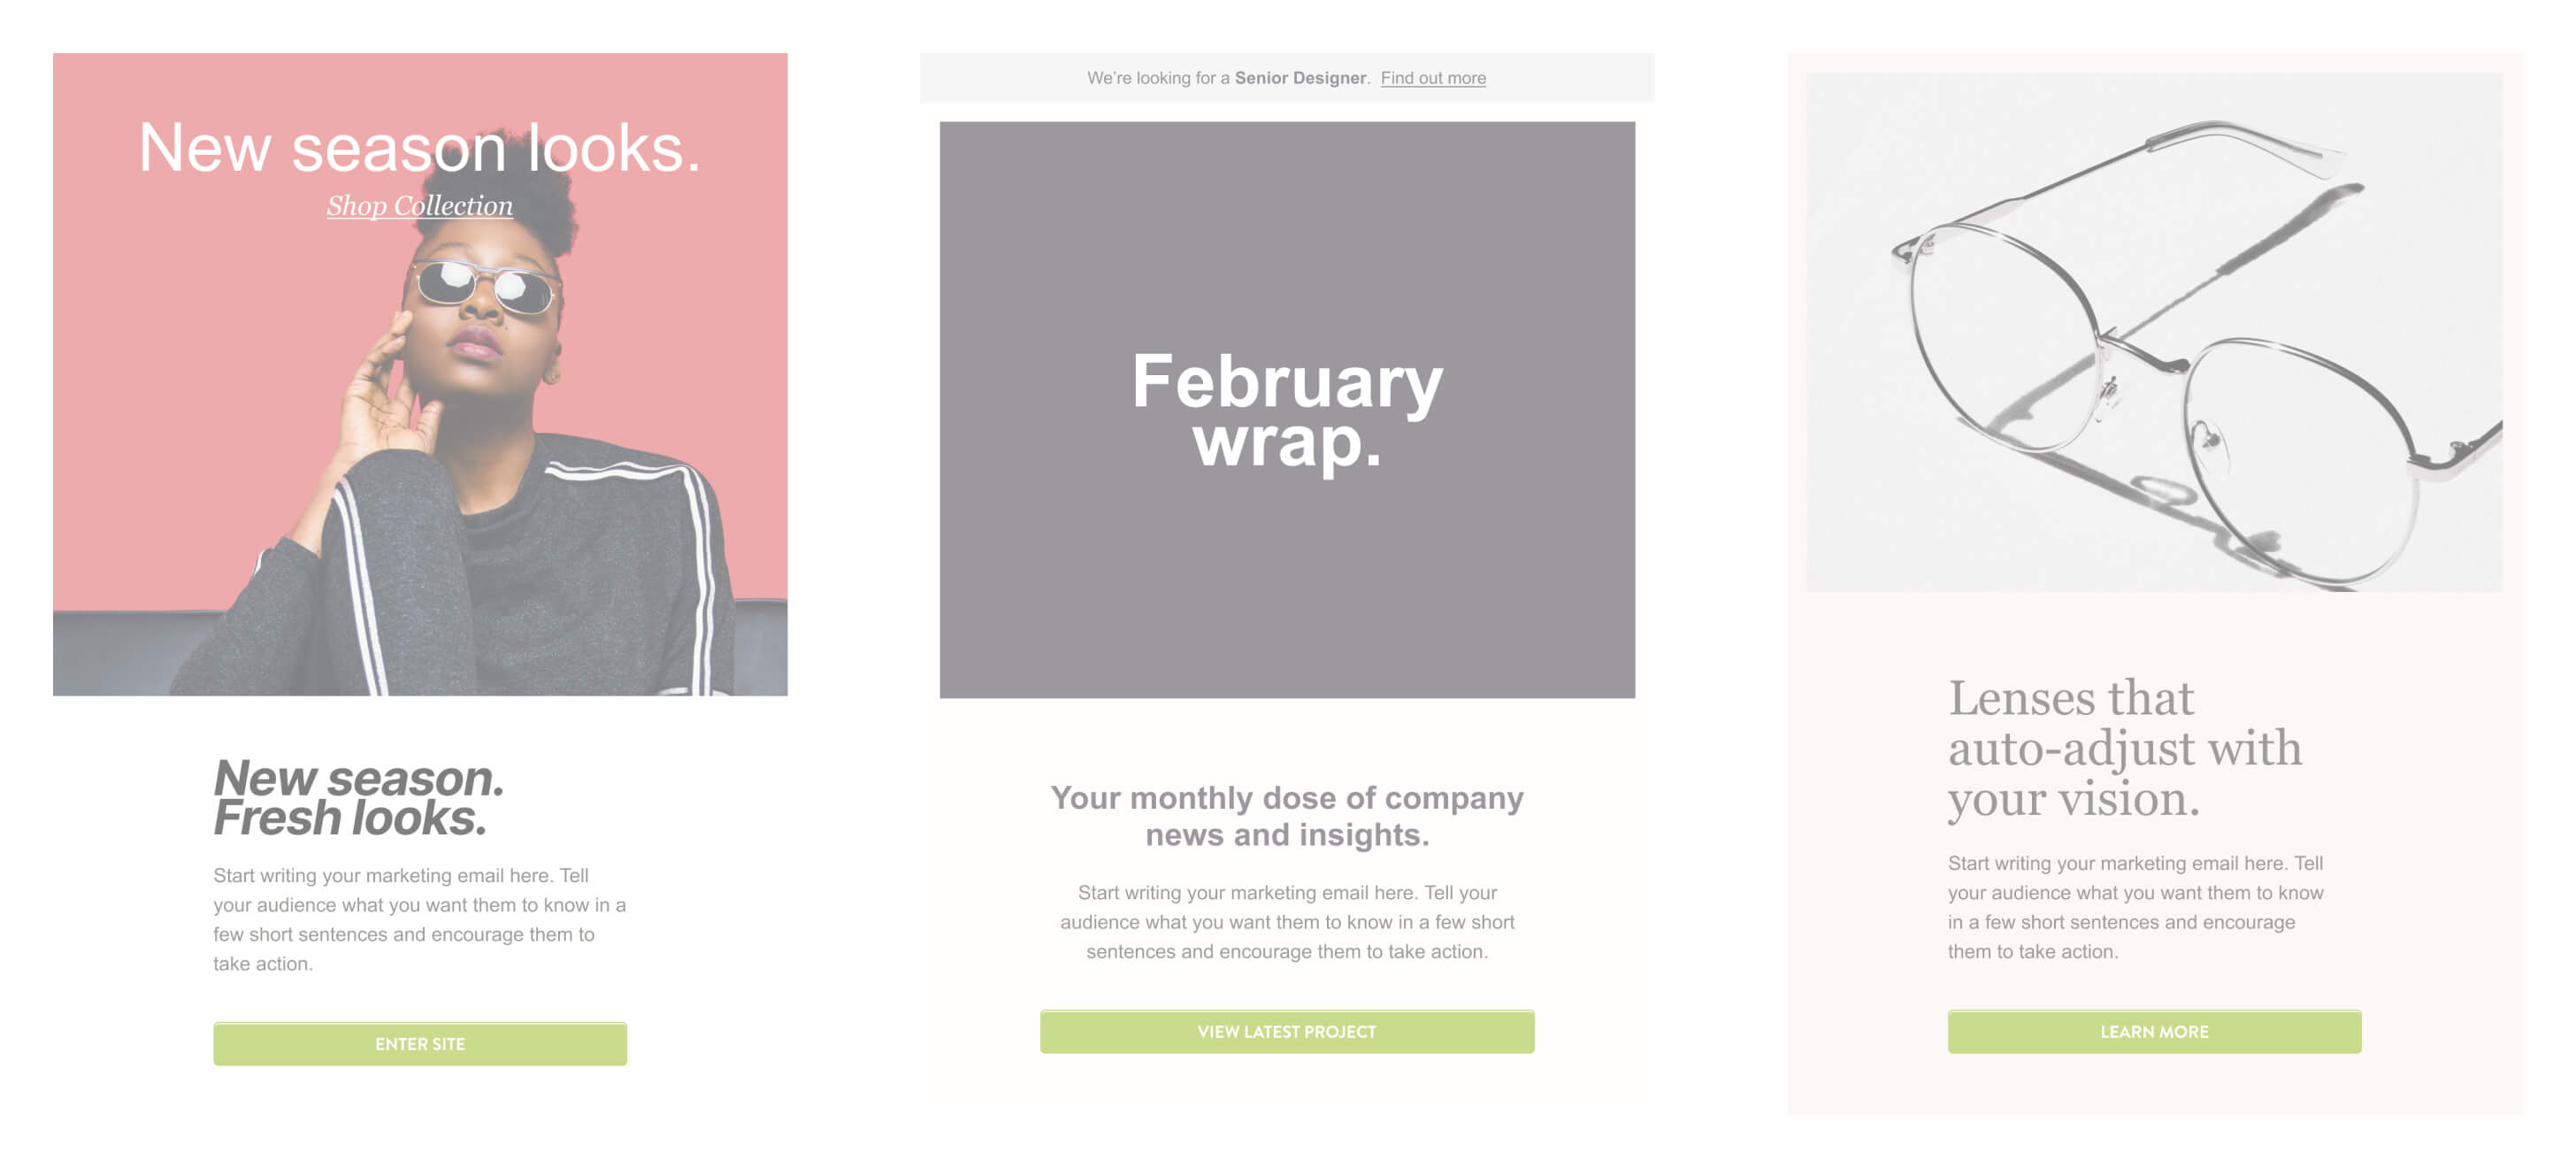 New season looks.
Shop Collection
New season.
Fresh looks.
Start writing your marketing email here. Tell
your audience what you want them to know in a
few short sentences and encourage them to
take action.
ENTER SITE
We’re looking for a Senior Designer. Find out more
February
wrap.
Your monthly dose of company
news and insights.
Start writing your marketing email here. Tell your
audience what you want them to know in a few short
sentences and encourage them to take action.
VIEW LATEST PROJECT
Lenses that
auto-adjust with
your vision.
Start writing your marketing email here. Tell
your audience what you want them to know
in a few short sentences and encourage
them to take action.
LEARN MORE